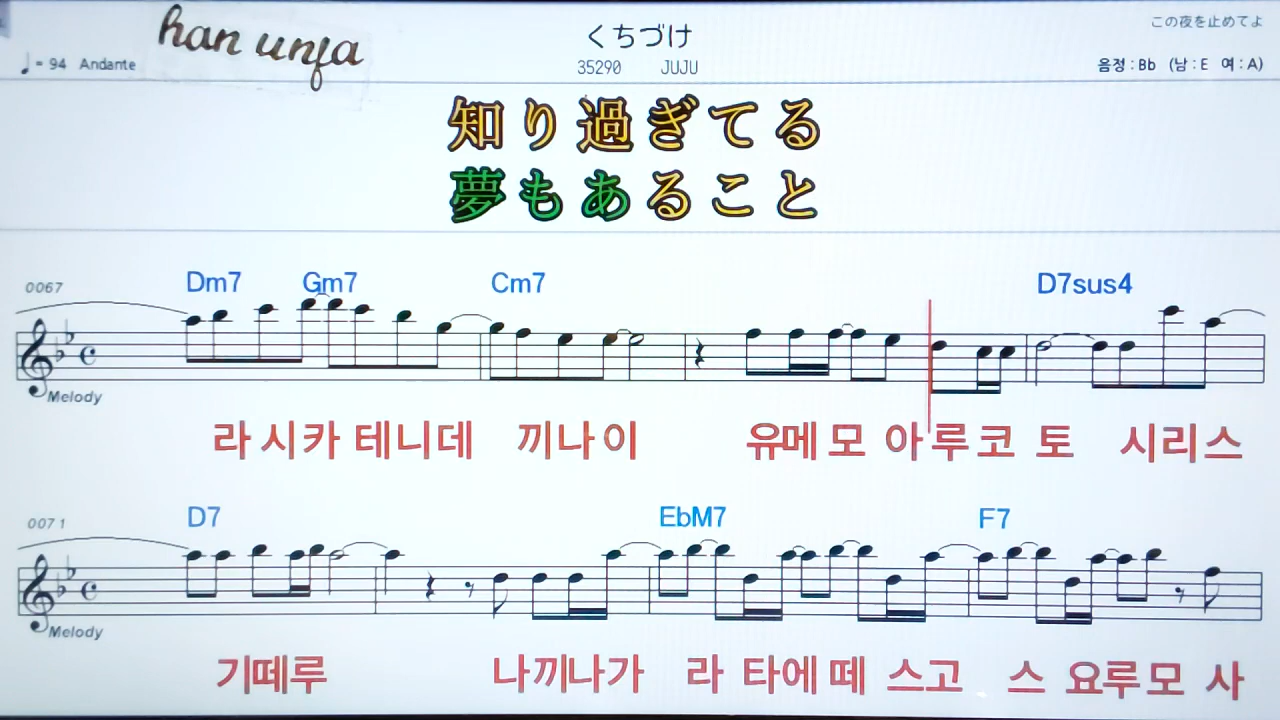 han unfa
くちづけ
この夜を止めてよ
♩= 94 Andante
35290 JUJU
음정:Bb (남:E 여:A)
知り過ぎてる
夢もあること
0067
Dm7 Gm7 Cm7 D7sus4
Melody
라시카테니데 끼나이 유메모아루코토 시리스
0071
D7 EbM7 F7
Melody
기떼루 나끼나가 라타에떼 스고 스요루모사